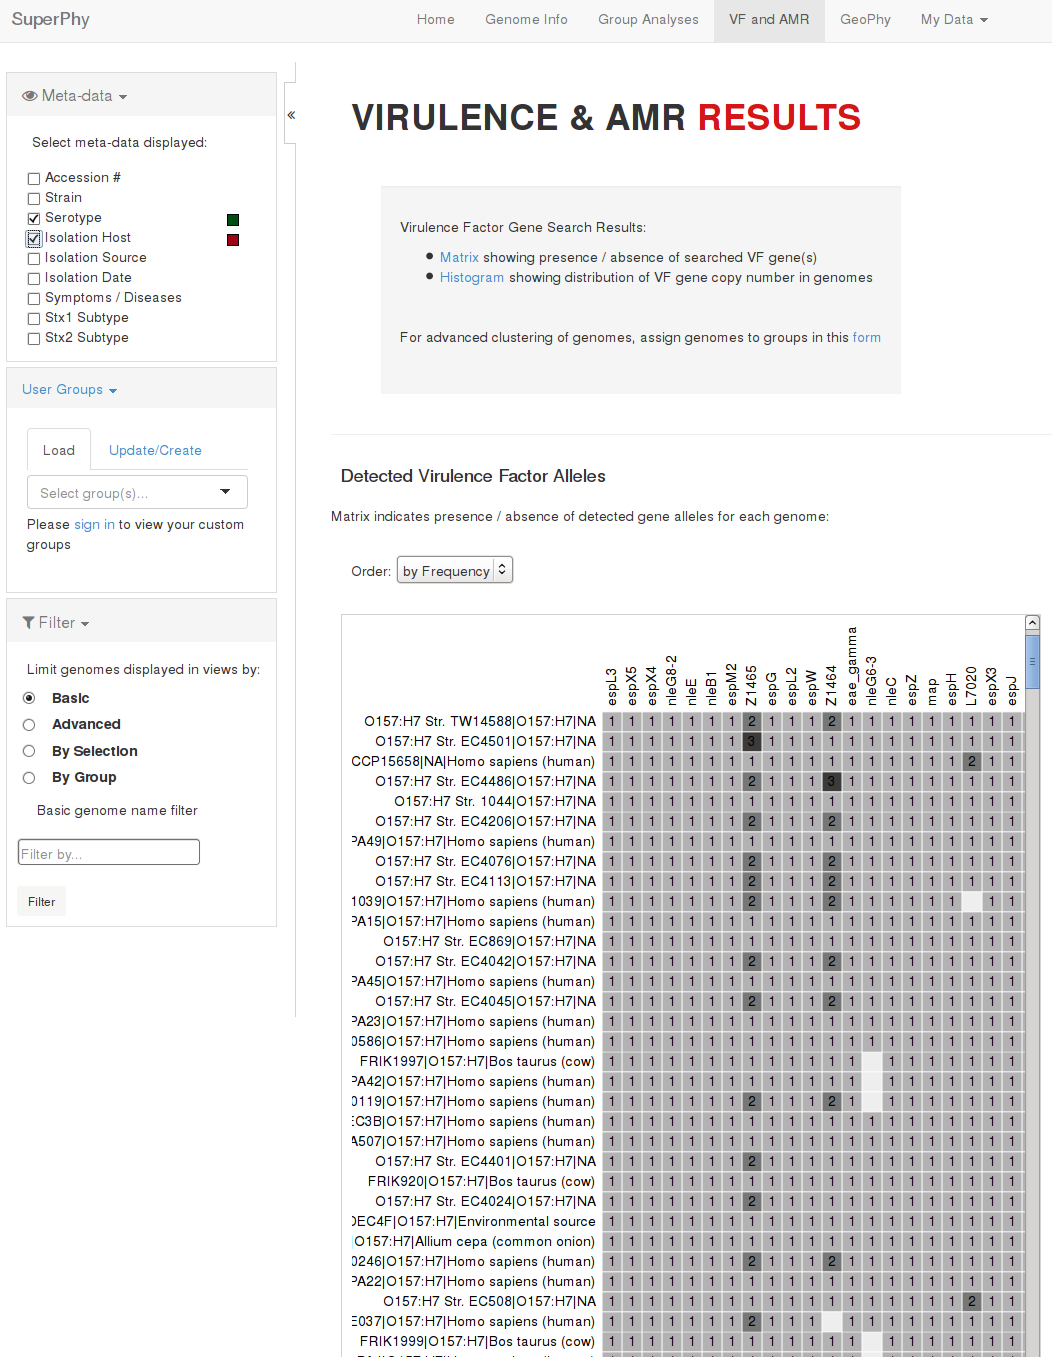 SuperPhy Home Genome Info Group Analyses VF and AMR GeoPhy My Data
Meta-data
Select meta-data displayed:
Accession #
Strain
Serotype
Isolation Host
Isolation Source
Isolation Date
Symptoms / Diseases
Stx1 Subtype
Stx2 Subtype
User Groups
Load Update/Create
Select group(s)...
Please sign in to view your custom
groups
Filter
Limit genomes displayed in views by:
Basic
Advanced
By Selection
By Group
Basic genome name filter
Filter by...
Filter
«
VIRULENCE & AMR RESULTS
Virulence Factor Gene Search Results:
Matrix showing presence / absence of searched VF gene(s)
Histogram showing distribution of VF gene copy number in genomes
For advanced clustering of genomes, assign genomes to groups in this form
Detected Virulence Factor Alleles
Matrix indicates presence / absence of detected gene alleles for each genome:
Order: by Frequency
espL3 espX5 espX4 nleG8-2 nleE nleB1 espM2 Z1465 espG espL2 espW Z1464 eae_gamma nleG6-3 nleC espZ map espH L7020 espX3 espJ
O157:H7 Str. TW14588|O157:H7|NA 1 1 1 1 1 1 1 2 1 1 1 2 1 1 1 1 1 1 1 1 1
O157:H7 Str. EC4501|O157:H7|NA 1 1 1 1 1 1 1 3 1 1 1 1 1 1 1 1 1 1 1 1 1
CCP15658|NA|Homo sapiens (human) 1 1 1 1 1 1 1 1 1 1 1 1 1 1 1 1 1 1 2 1 1
O157:H7 Str. EC4486|O157:H7|NA 1 1 1 1 1 1 1 2 1 1 1 3 1 1 1 1 1 1 1 1 1
O157:H7 Str. 1044|O157:H7|NA 1 1 1 1 1 1 1 1 1 1 1 1 1 1 1 1 1 1 1 1 1
O157:H7 Str. EC4206|O157:H7|NA 1 1 1 1 1 1 1 2 1 1 1 2 1 1 1 1 1 1 1 1 1
PA49|O157:H7|Homo sapiens (human) 1 1 1 1 1 1 1 1 1 1 1 1 1 1 1 1 1 1 1 1 1
O157:H7 Str. EC4076|O157:H7|NA 1 1 1 1 1 1 1 2 1 1 1 2 1 1 1 1 1 1 1 1 1
O157:H7 Str. EC4113|O157:H7|NA 1 1 1 1 1 1 1 2 1 1 1 2 1 1 1 1 1 1 1 1 1
1039|O157:H7|Homo sapiens (human) 1 1 1 1 1 1 1 2 1 1 1 2 1 1 1 1 1 1 1 1
PA15|O157:H7|Homo sapiens (human) 1 1 1 1 1 1 1 1 1 1 1 1 1 1 1 1 1 1 1 1 1
O157:H7 Str. EC869|O157:H7|NA 1 1 1 1 1 1 1 1 1 1 1 1 1 1 1 1 1 1 1 1 1
O157:H7 Str. EC4042|O157:H7|NA 1 1 1 1 1 1 1 2 1 1 1 2 1 1 1 1 1 1 1 1 1
PA45|O157:H7|Homo sapiens (human) 1 1 1 1 1 1 1 1 1 1 1 1 1 1 1 1 1 1 1 1 1
O157:H7 Str. EC4045|O157:H7|NA 1 1 1 1 1 1 1 2 1 1 1 2 1 1 1 1 1 1 1 1 1
PA23|O157:H7|Homo sapiens (human) 1 1 1 1 1 1 1 1 1 1 1 1 1 1 1 1 1 1 1 1 1
0586|O157:H7|Homo sapiens (human) 1 1 1 1 1 1 1 1 1 1 1 1 1 1 1 1 1 1 1 1 1
FRIK1997|O157:H7|Bos taurus (cow) 1 1 1 1 1 1 1 1 1 1 1 1 1 1 1 1 1 1 1 1
PA42|O157:H7|Homo sapiens (human) 1 1 1 1 1 1 1 1 1 1 1 1 1 1 1 1 1 1 1 1
0119|O157:H7|Homo sapiens (human) 1 1 1 1 1 1 1 2 1 1 1 2 1 1 1 1 1 1 1 1
EC3B|O157:H7|Homo sapiens (human) 1 1 1 1 1 1 1 1 1 1 1 1 1 1 1 1 1 1 1 1 1
A507|O157:H7|Homo sapiens (human) 1 1 1 1 1 1 1 1 1 1 1 1 1 1 1 1 1 1 1 1 1
O157:H7 Str. EC4401|O157:H7|NA 1 1 1 1 1 1 1 2 1 1 1 1 1 1 1 1 1 1 1 1 1
FRIK920|O157:H7|Bos taurus (cow) 1 1 1 1 1 1 1 1 1 1 1 1 1 1 1 1 1 1 1 1 1
O157:H7 Str. EC4024|O157:H7|NA 1 1 1 1 1 1 1 2 1 1 1 1 1 1 1 1 1 1 1 1 1
DEC4F|O157:H7|Environmental source 1 1 1 1 1 1 1 1 1 1 1 1 1 1 1 1 1 1 1 1 1
|O157:H7|Allium cepa (common onion) 1 1 1 1 1 1 1 1 1 1 1 1 1 1 1 1 1 1 1 1 1
0246|O157:H7|Homo sapiens (human) 1 1 1 1 1 1 1 2 1 1 1 2 1 1 1 1 1 1 1 1 1
PA22|O157:H7|Homo sapiens (human) 1 1 1 1 1 1 1 1 1 1 1 1 1 1 1 1 1 1 1 1 1
O157:H7 Str. EC508|O157:H7|NA 1 1 1 1 1 1 1 1 1 1 1 1 1 1 1 1 1 1 2 1 1
E037|O157:H7|Homo sapiens (human) 1 1 1 1 1 1 1 2 1 1 1 1 1 1 1 1 1 1 1 1
FRIK1999|O157:H7|Bos taurus (cow) 1 1 1 1 1 1 1 1 1 1 1 1 1 1 1 1 1 1 1 1